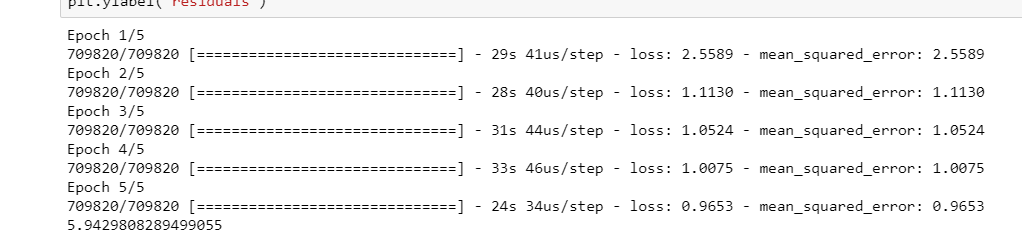 plt.ylabel("residuals")
Epoch 1/5
709820/709820 [==============================] - 29s 41us/step - loss: 2.5589 - mean_squared_error: 2.5589
Epoch 2/5
709820/709820 [==============================] - 28s 40us/step - loss: 1.1130 - mean_squared_error: 1.1130
Epoch 3/5
709820/709820 [==============================] - 31s 44us/step - loss: 1.0524 - mean_squared_error: 1.0524
Epoch 4/5
709820/709820 [==============================] - 33s 46us/step - loss: 1.0075 - mean_squared_error: 1.0075
Epoch 5/5
709820/709820 [==============================] - 24s 34us/step - loss: 0.9653 - mean_squared_error: 0.9653
5.9429808289499055